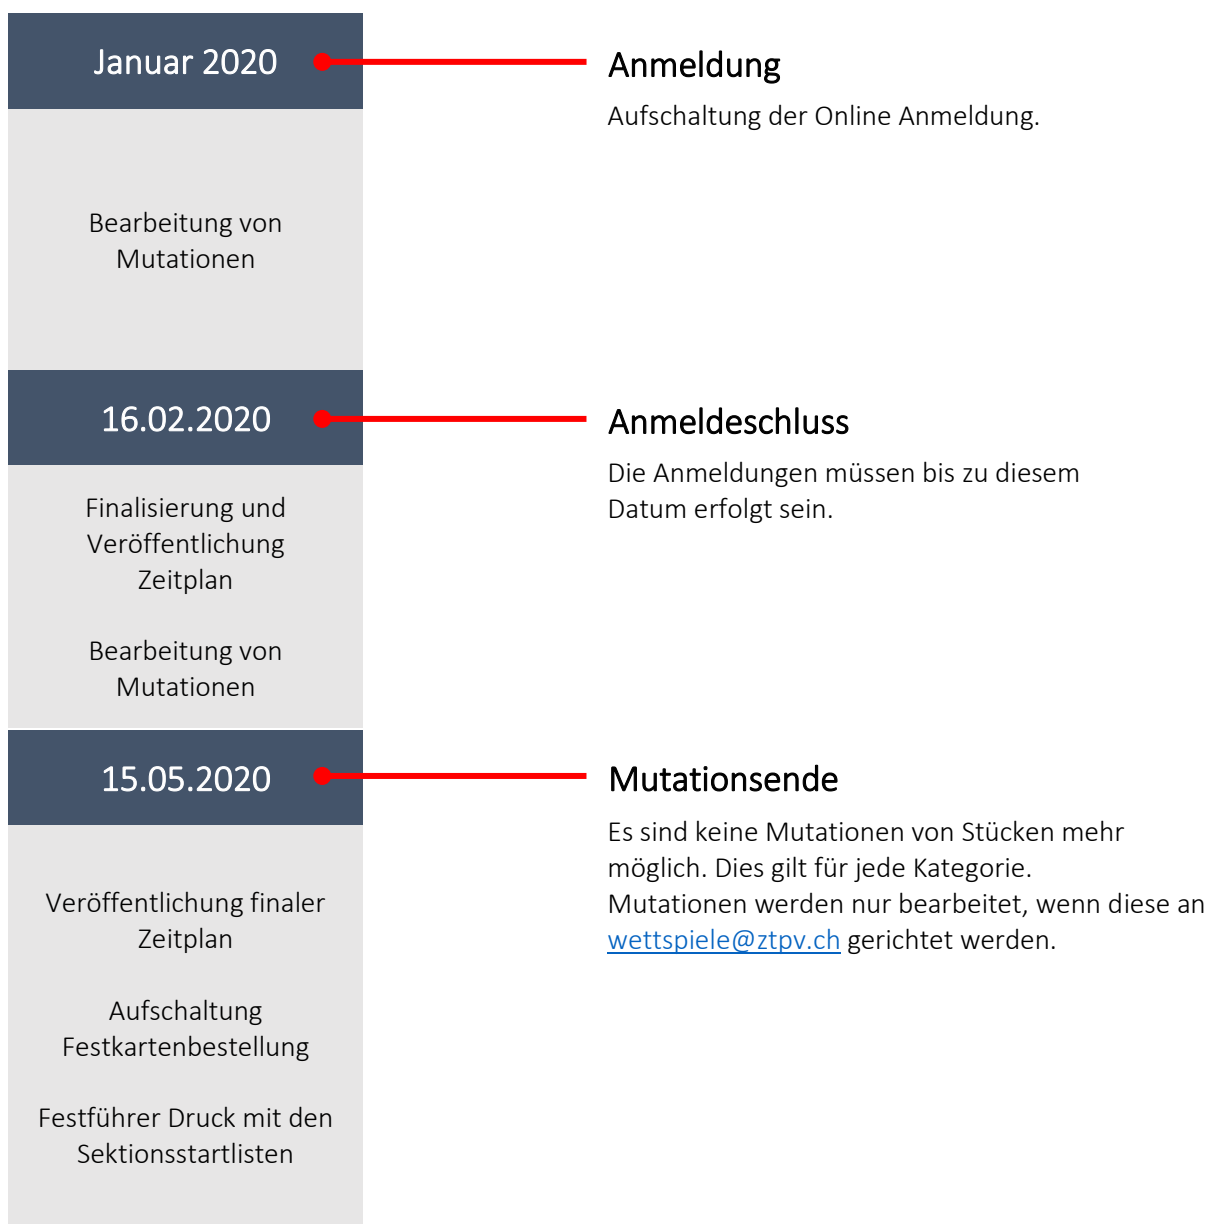 Januar 2020
Anmeldung
Aufschaltung der Online Anmeldung.
Bearbeitung von
Mutationen
16.02.2020
Anmeldeschluss
Die Anmeldungen müssen bis zu diesem
Datum erfolgt sein.
Finalisierung und
Veröffentlichung
Zeitplan
Bearbeitung von
Mutationen
15.05.2020
Mutationsende
Es sind keine Mutationen von Stücken mehr
möglich. Dies gilt für jede Kategorie.
Mutationen werden nur bearbeitet, wenn diese an
wettspiele@ztpv.ch gerichtet werden.
Veröffentlichung finaler
Zeitplan
Aufschaltung
Festkartenbestellung
Festführer Druck mit den
Sektionsstartlisten